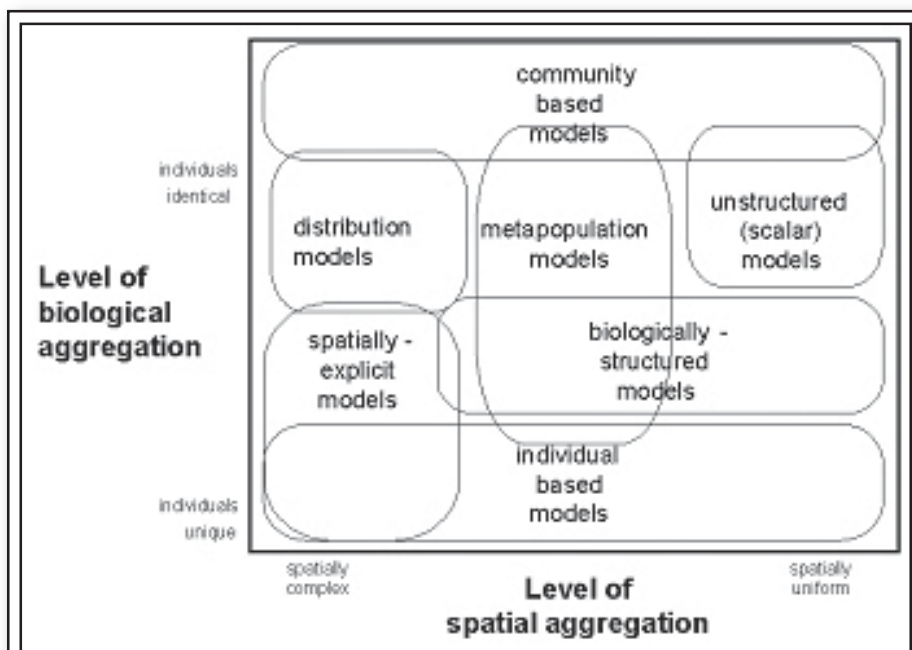 community
based
models
individuals
identical
distribution
models
metapopulation
models
unstructured
(scalar)
models
Level of
biological
aggregation
spatially -
explicit
models
biologically -
structured
models
individual
based
models
individuals
unique
spatially
complex
Level of
spatial aggregation
spatially
uniform